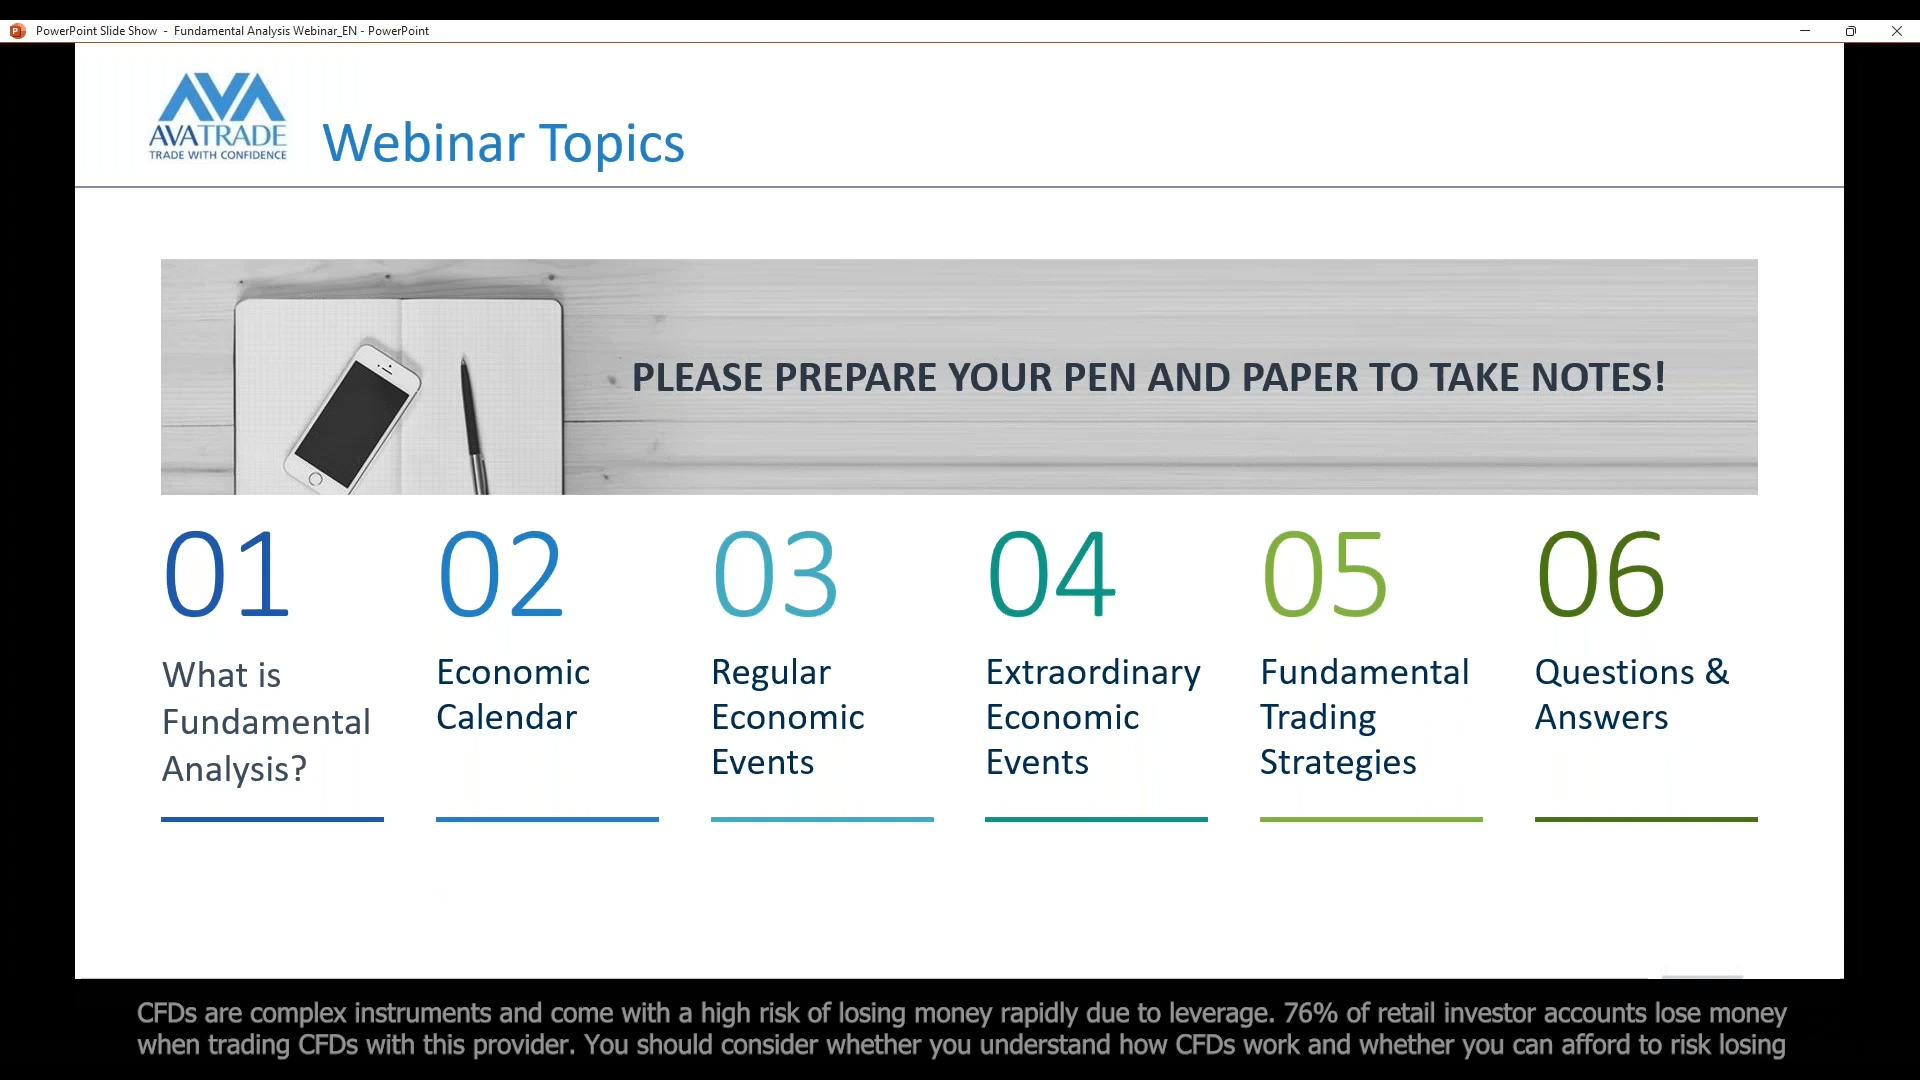 PowerPoint Slide Show - Fundamental Analysis Webinar_EN - PowerPoint
AVATRADE
TRADE WITH CONFIDENCE
Webinar Topics
PLEASE PREPARE YOUR PEN AND PAPER TO TAKE NOTES!
01
What is
Fundamental
Analysis?
02
Economic
Calendar
03
Regular
Economic
Events
04
Extraordinary
Economic
Events
05
Fundamental
Trading
Strategies
06
Questions &
Answers
CFDs are complex instruments and come with a high risk of losing money rapidly due to leverage. 76% of retail investor accounts lose money
when trading CFDs with this provider. You should consider whether you understand how CFDs work and whether you can afford to risk losing